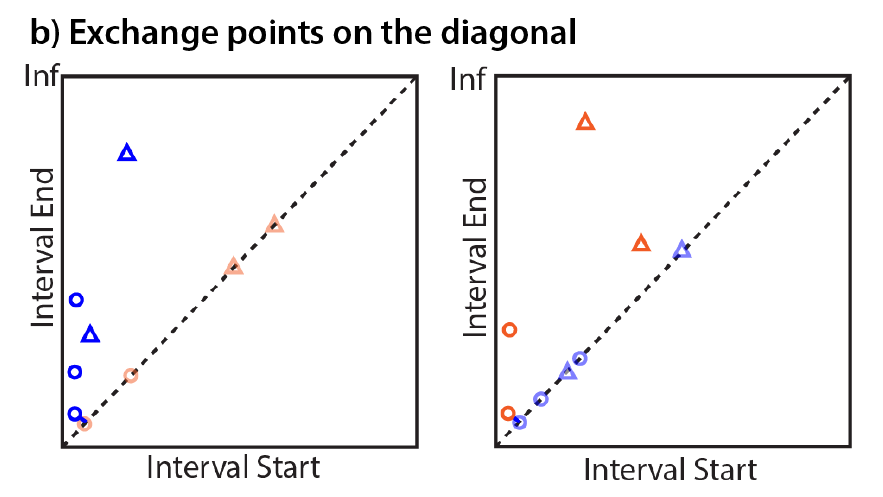 b) Exchange points on the diagonal
Inf
Interval End
Interval Start
Inf
Interval End
Interval Start